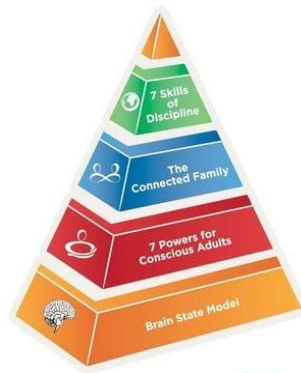 7 Skills
of
Discipline
The
Connected Family
7 Powers for
Conscious Adults
Brain State Model